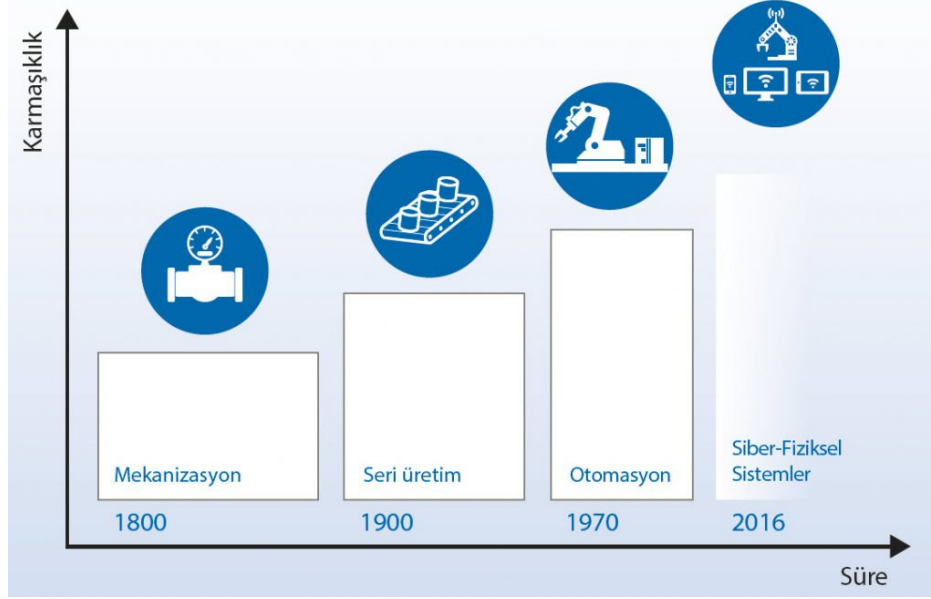 Karmaşıklık
Mekanizasyon
Seri üretim
Otomasyon
Siber-Fiziksel
Sistemler
1800
1900
1970
2016
Süre